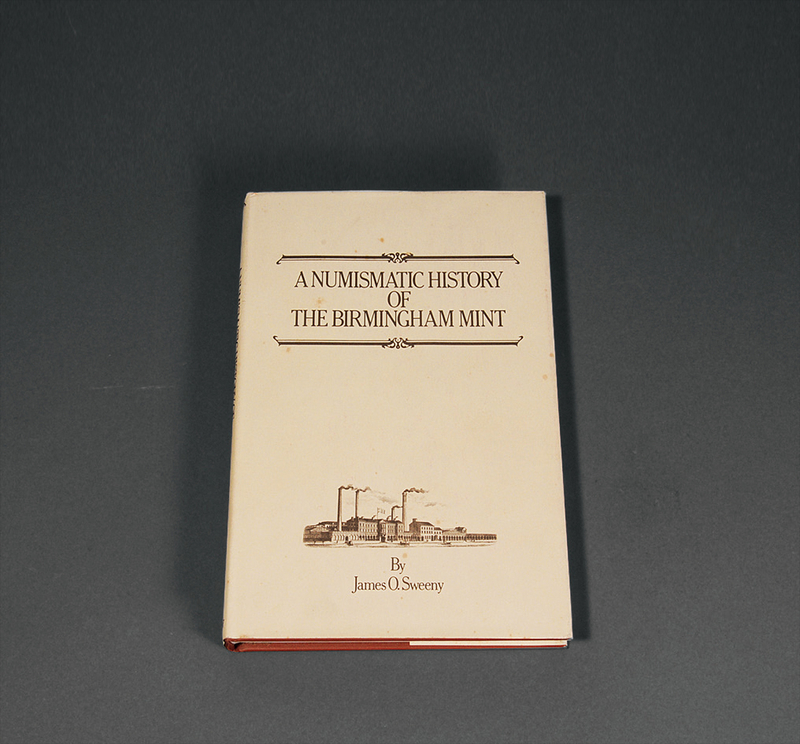 A NUMISMATIC HISTORY
OF
THE BIRMINGHAM MINT
By
James O. Sweeny